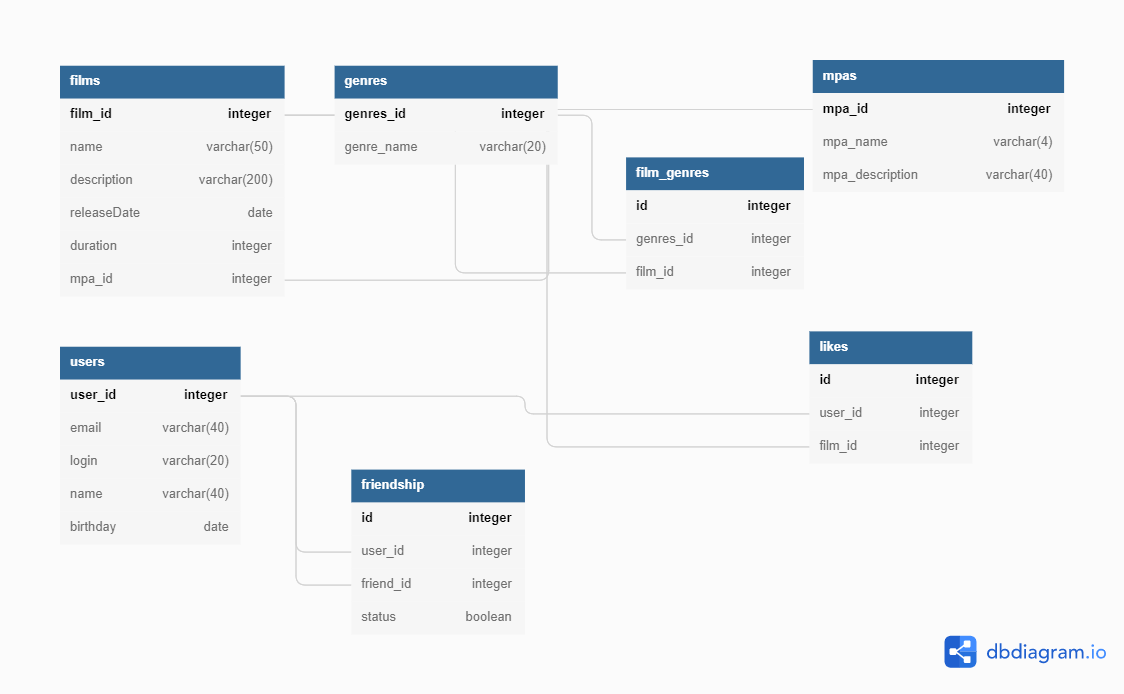 films
film_id integer
name varchar(50)
description varchar(200)
releaseDate date
duration integer
mpa_id integer
genres
genres_id integer
genre_name varchar(20)
mpas
mpa_id integer
mpa_name varchar(4)
mpa_description varchar(40)
film_genres
id integer
genres_id integer
film_id integer
users
user_id integer
email varchar(40)
login varchar(20)
name varchar(40)
birthday date
likes
id integer
user_id integer
film_id integer
friendship
id integer
user_id integer
friend_id integer
status boolean
dbdiagram.io